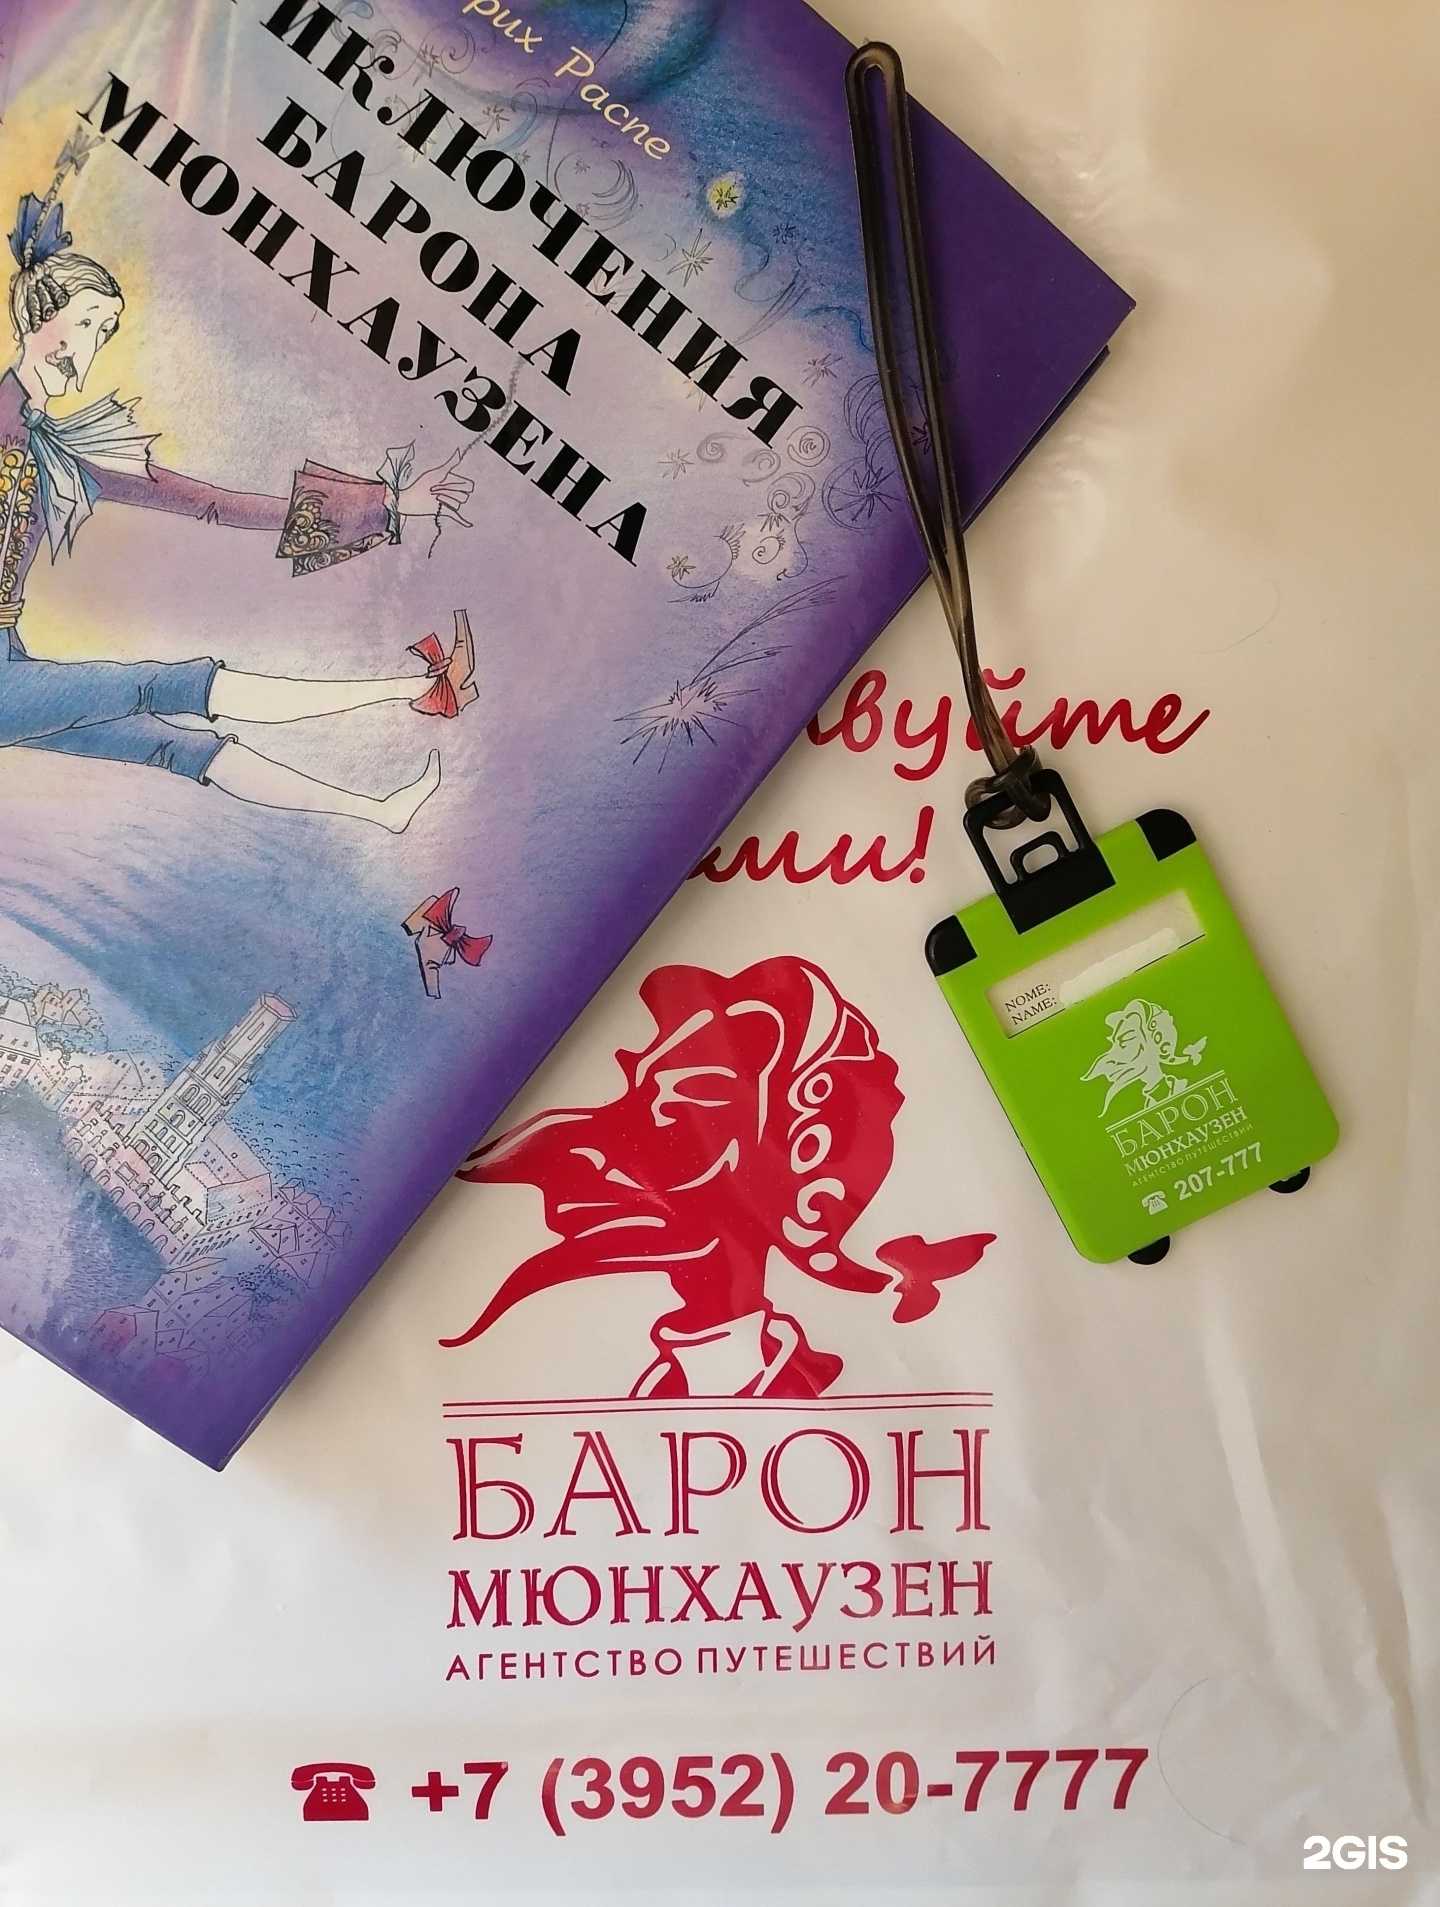 рих Распе
ИКЛЮЧЕНИЯ
БАРОНА
МЮНХАУЗЕНА
вуйте
ми!
NOME:
NAME:
БАРОН
МЮНХАУЗЕН
АГЕНТСТВО ПУТЕШЕСТВИЙ
☎ 207-777
БАРОН
МЮНХАУЗЕН
АГЕНТСТВО ПУТЕШЕСТВИЙ
☎ +7 (3952) 20-7777
2GIS